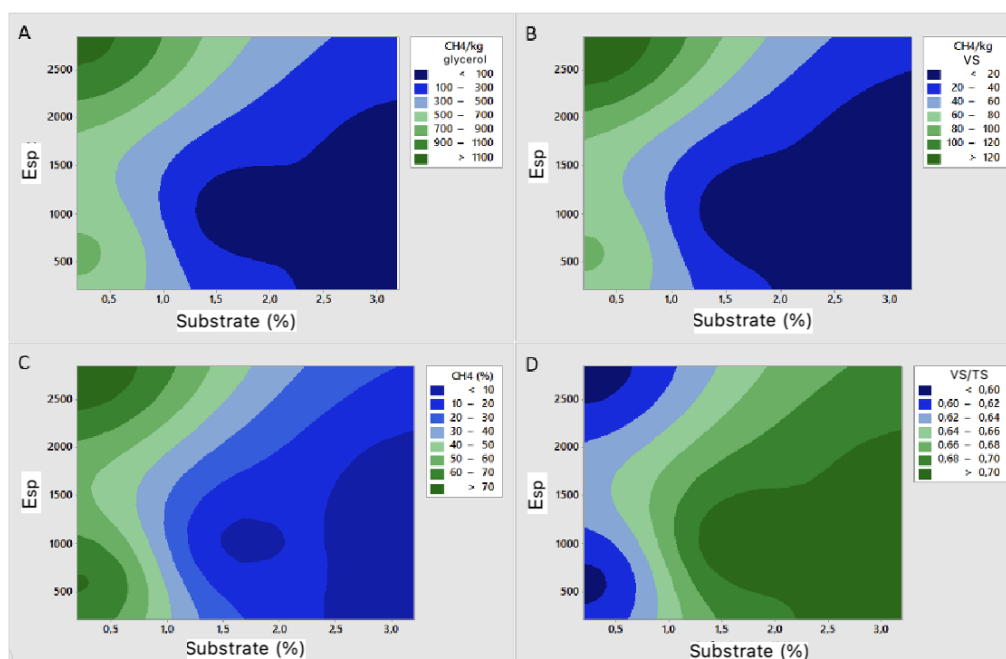 A
CH4/kg
glycerol
< 100
100 – 300
300 – 500
500 – 700
700 – 900
900 – 1100
> 1100
Esp
2500
2000
1500
1000
500
0,5 1,0 1,5 2,0 2,5 3,0
Substrate (%)
B
CH4/kg
VS
< 20
20 – 40
40 – 60
60 – 80
80 – 100
100 – 120
> 120
Esp
2500
2000
1500
1000
500
0,5 1,0 1,5 2,0 2,5 3,0
Substrate (%)
C
CH4 (%)
< 10
10 – 20
20 – 30
30 – 40
40 – 50
50 – 60
60 – 70
> 70
Esp
2500
2000
1500
1000
500
0,5 1,0 1,5 2,0 2,5 3,0
Substrate (%)
D
VS/TS
< 0,60
0,60 – 0,62
0,62 – 0,64
0,64 – 0,66
0,66 – 0,68
0,68 – 0,70
> 0,70
Esp
2500
2000
1500
1000
500
0,5 1,0 1,5 2,0 2,5 3,0
Substrate (%)